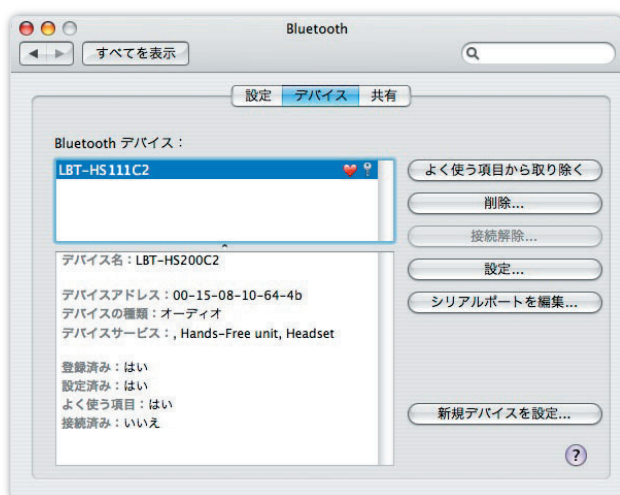 Bluetooth
すべてを表示
設定 デバイス 共有
Bluetooth デバイス：
LBT-HS111C2
よく使う項目から取り除く
削除...
接続解除...
設定...
シリアルポートを編集...
デバイス名：LBT-HS200C2
デバイスアドレス：00-15-08-10-64-4b
デバイスの種類：オーディオ
デバイスサービス：, Hands-Free unit, Headset
登録済み：はい
設定済み：はい
よく使う項目：はい
接続済み：いいえ
新規デバイスを設定...
?